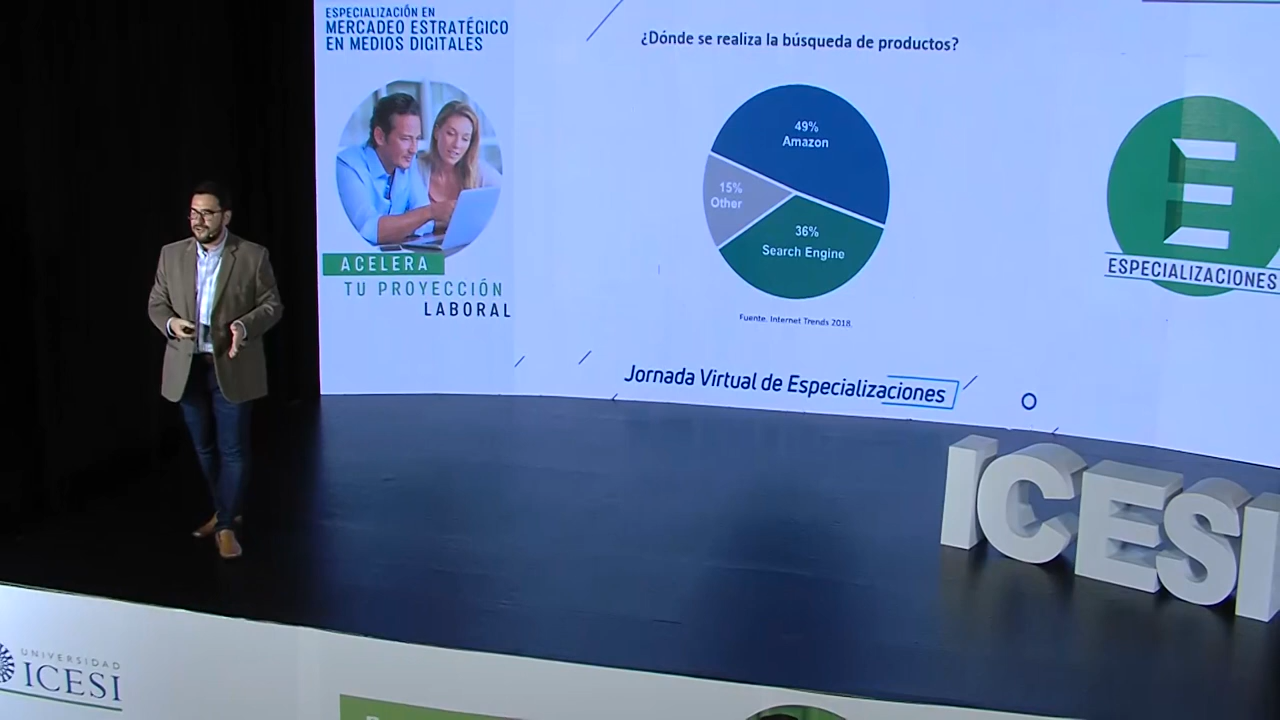 ESPECIALIZACIÓN EN
MERCADEO ESTRATÉGICO
EN MEDIOS DIGITALES
ACELERA
TU PROYECCIÓN
LABORAL
¿Dónde se realiza la búsqueda de productos?
49%
Amazon
15%
Other
36%
Search Engine
Fuente. Internet Trends 2018.
Jornada Virtual de Especializaciones
E
ESPECIALIZACIONES
ICESI
UNIVERSIDAD
ICESI